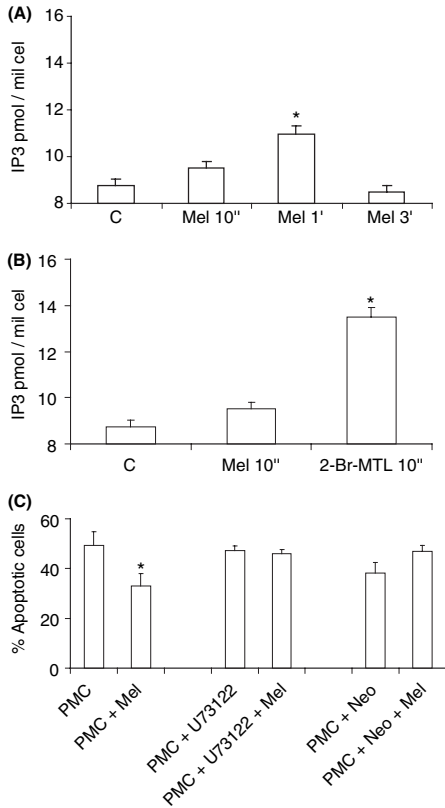 (A)
IP3 pmol / mil cel
16
14
12
10
8
*
C Mel 10" Mel 1' Mel 3'
(B)
IP3 pmol / mil cel
16
14
12
10
8
*
C Mel 10" 2-Br-MTL 10"
(C)
% Apoptotic cells
60
40
20
0
*
PMC
PMC + Mel
PMC + U73122
PMC + U73122 + Mel
PMC + Neo
PMC + Neo + Mel